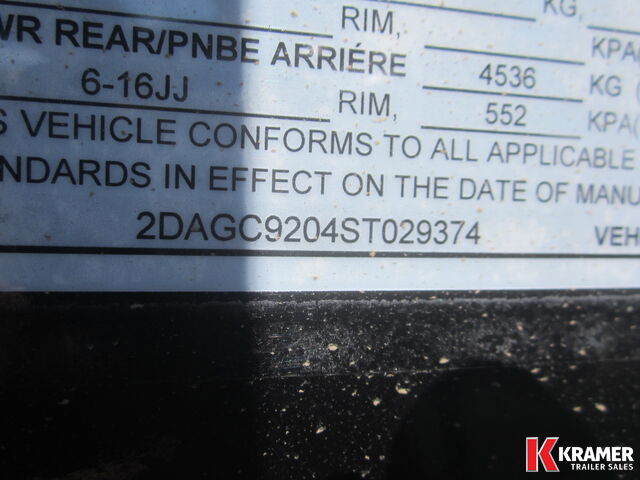 RIM, KG,
WR REAR/PNBE ARRIÉRE 4536 KPA
6-16JJ RIM, 552 KG (
KPA(
S VEHICLE CONFORMS TO ALL APPLICABLE
NDARDS IN EFFECT ON THE DATE OF MANU
2DAGC9204ST029374 VEH
KRAMER
TRAILER SALES